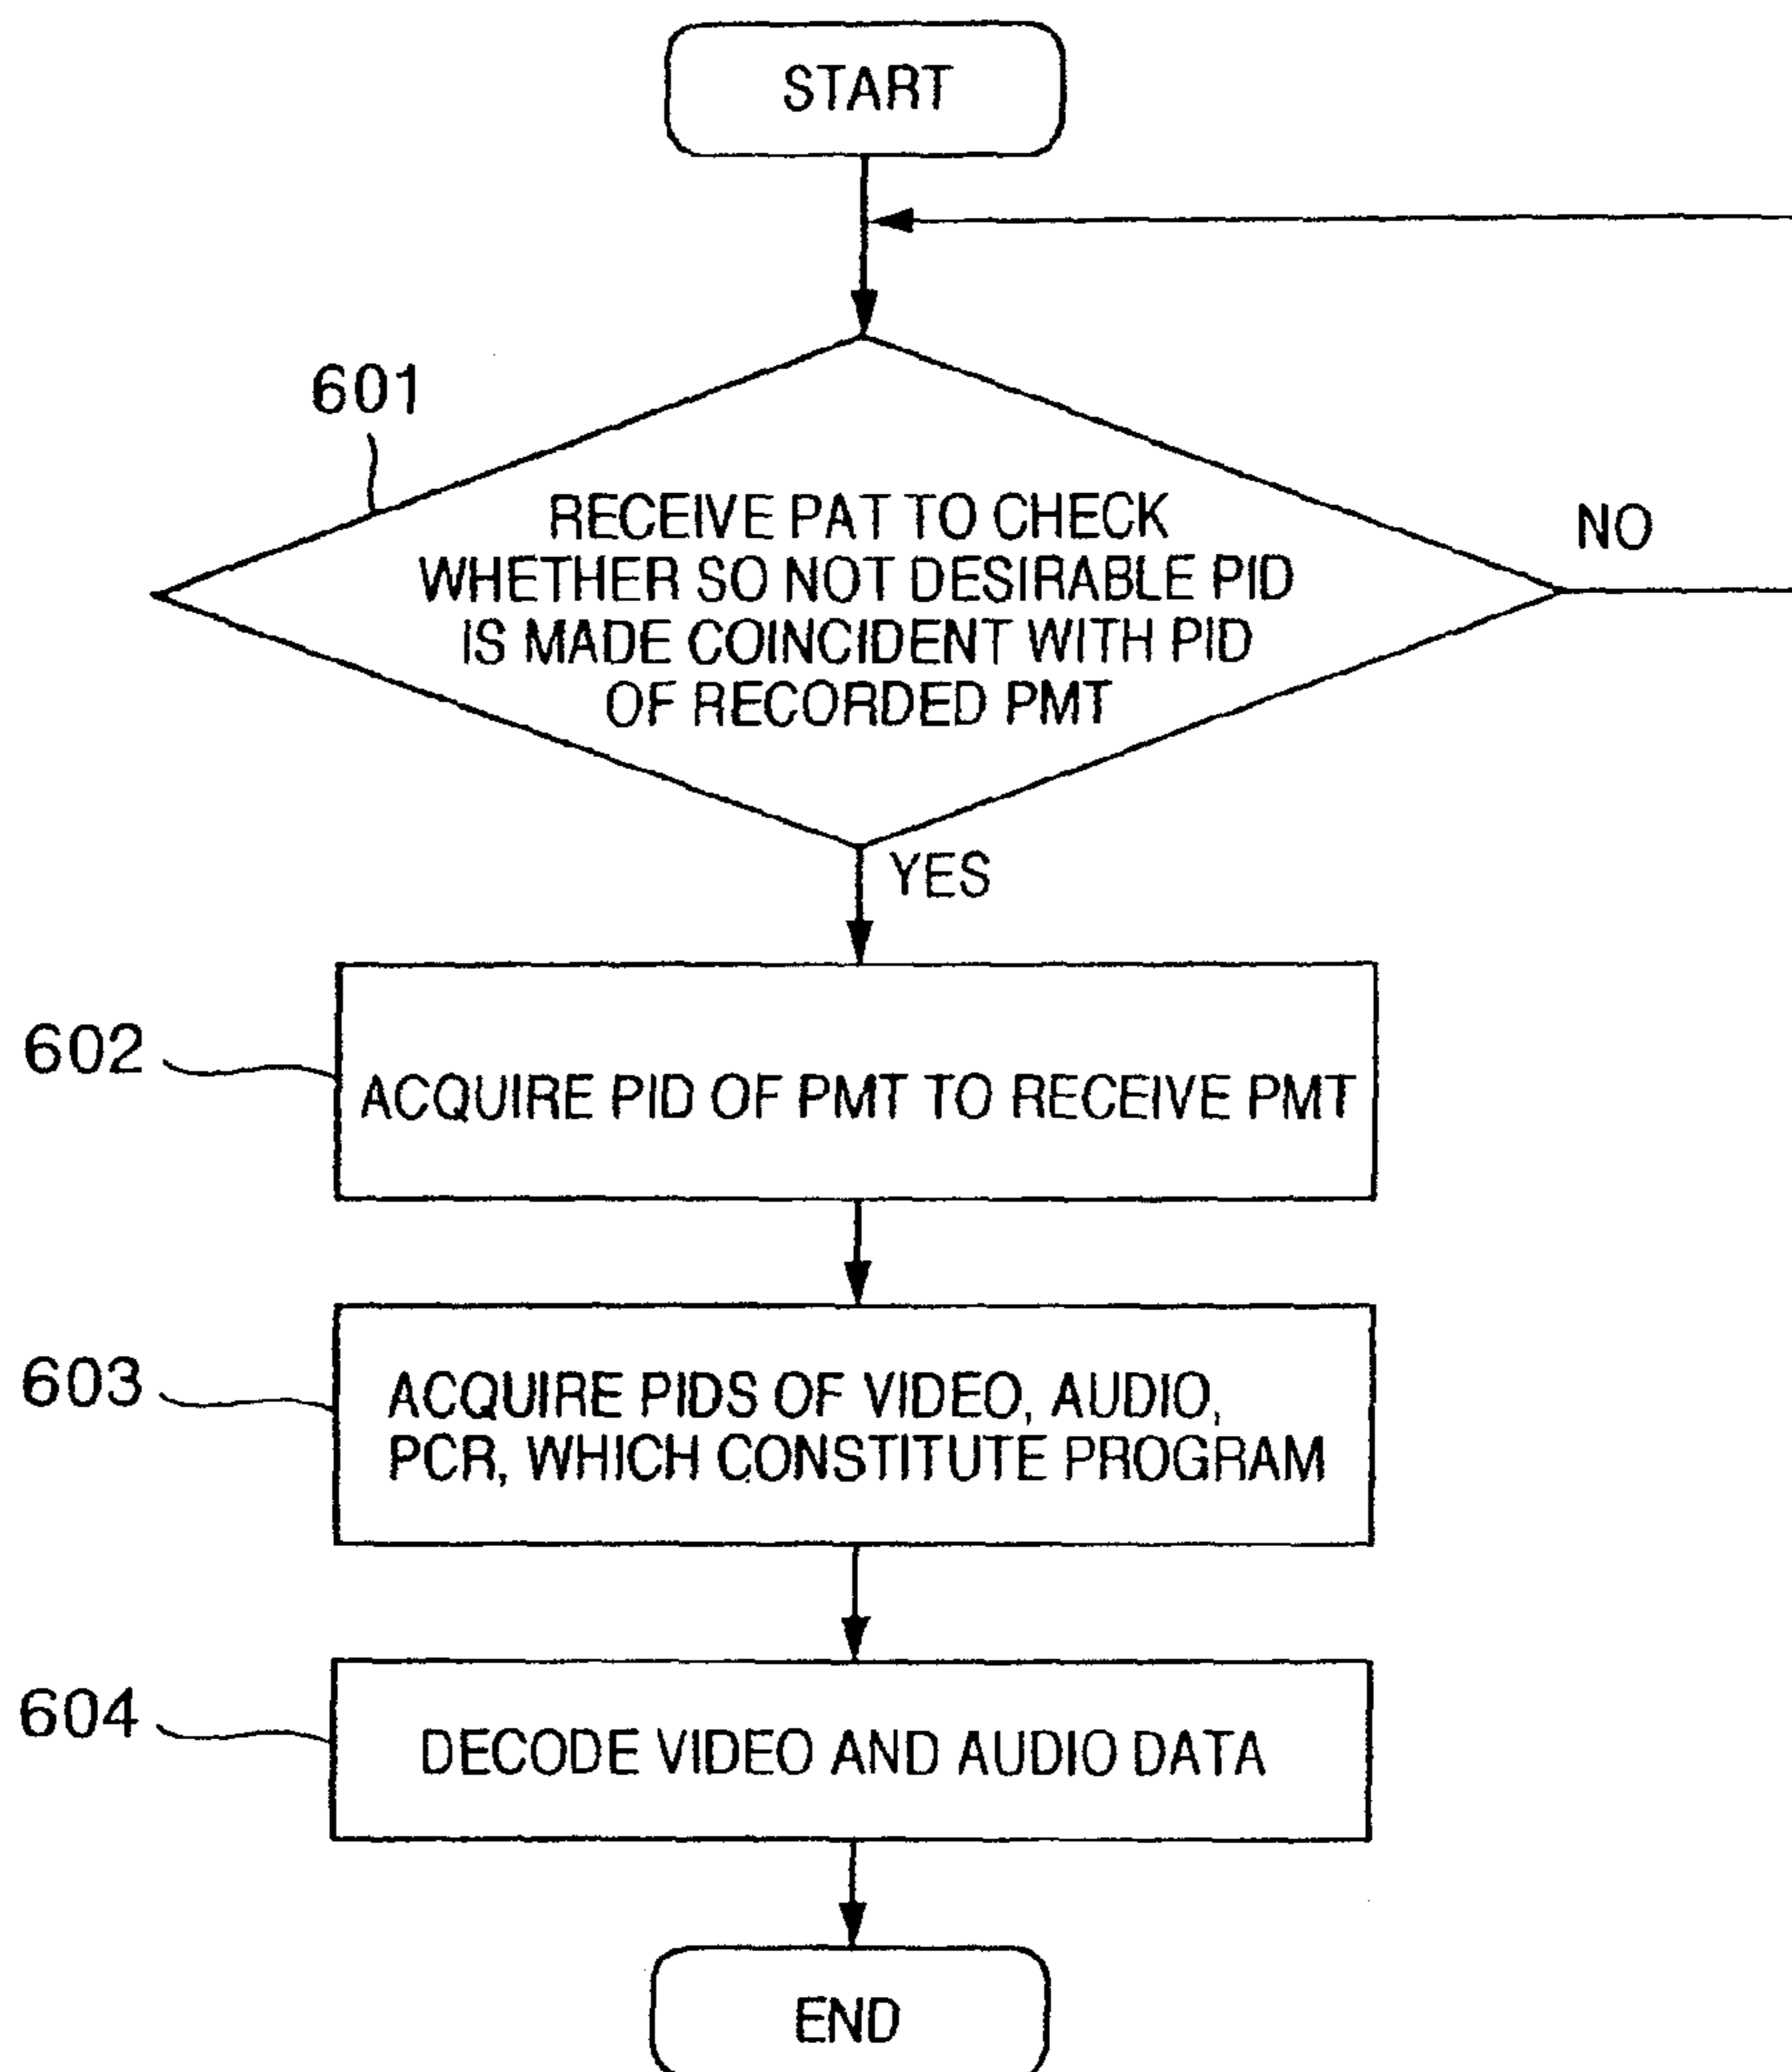 START
601
RECEIVE PAT TO CHECK
WHETHER SO NOT DESIRABLE PID
IS MADE COINCIDENT WITH PID
OF RECORDED PMT
NO
YES
602
ACQUIRE PID OF PMT TO RECEIVE PMT
603
ACQUIRE PIDS OF VIDEO, AUDIO,
PCR, WHICH CONSTITUTE PROGRAM
604
DECODE VIDEO AND AUDIO DATA
END